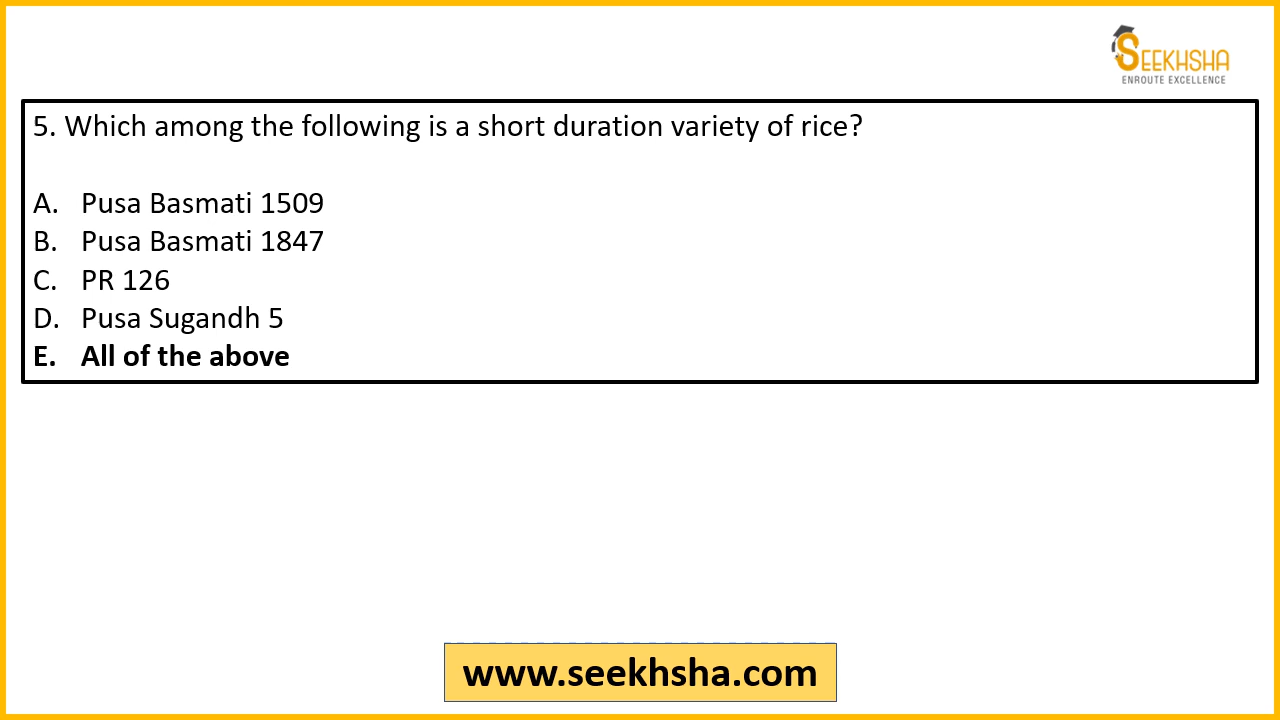 SEEKHSHA
ENROUTE EXCELLENCE
5. Which among the following is a short duration variety of rice?
A. Pusa Basmati 1509
B. Pusa Basmati 1847
C. PR 126
D. Pusa Sugandh 5
E. All of the above
www.seekhsha.com